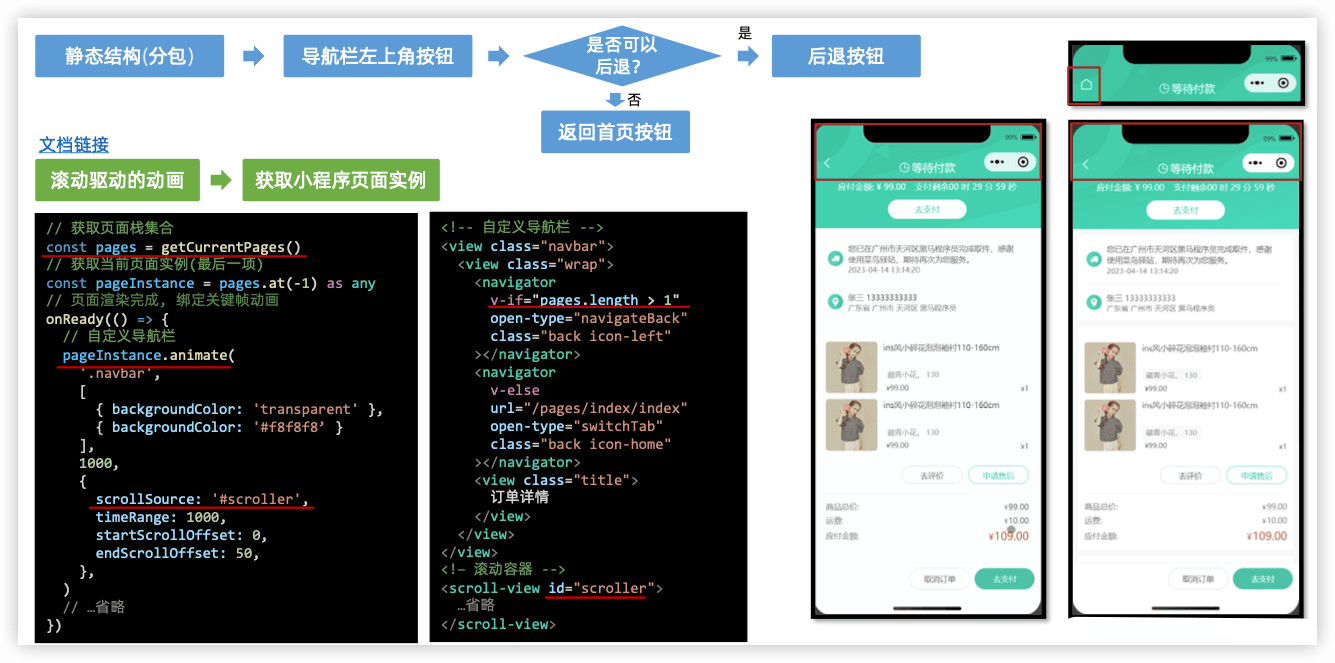 静态结构(分包)
导航栏左上角按钮
是否可以
后退?
是
后退按钮
否
返回首页按钮
文档链接
滚动驱动的动画
获取小程序页面实例
// 获取页面栈集合
const pages = getCurrentPages()
// 获取当前页面实例(最后一项)
const pageInstance = pages.at(-1) as any
// 页面渲染完成, 绑定关键帧动画
onReady(() => {
// 自定义导航栏
pageInstance.animate(
'.navbar',
[
{ backgroundColor: 'transparent' },
{ backgroundColor: '#f8f8f8’ }
],
1000,
{
scrollSource: '#scroller',
timeRange: 1000,
startScrollOffset: 0,
endScrollOffset: 50,
},
)
// …省略
})
<!-- 自定义导航栏 -->
<view class="navbar">
<view class="wrap">
<navigator
v-if="pages.length > 1"
open-type="navigateBack"
class="back icon-left"
></navigator>
<navigator
v-else
url="/pages/index/index"
open-type="switchTab"
class="back icon-home"
></navigator>
<view class="title">
订单详情
</view>
</view>
</view>
<!— 滚动容器 -->
<scroll-view id="scroller">
…省略
</scroll-view>
99%
等待付款
99%
等待付款
应付金额: ¥ 99.00 支付剩余00 时 29 分 59 秒
去支付
您已在广州市天河区黑马程序员完成取件，感谢
使用菜鸟驿站，期待再次为您服务。
2023-04-14 13:14:20
张三 13333333333
广东省 广州市 天河区 黑马程序员
ins风小碎花泡泡袖衬110-160cm
藏青小花， 130
¥99.00
x1
ins风小碎花泡泡袖衬110-160cm
藏青小花， 130
¥99.00
x1
去评价
申请售后
商品总价:
¥99.00
运费:
¥10.00
应付金额:
¥109.00
取消订单
去支付
99%
等待付款
应付金额: ¥ 99.00 支付剩余00 时 29 分 59 秒
去支付
您已在广州市天河区黑马程序员完成取件，感谢
使用菜鸟驿站，期待再次为您服务。
2023-04-14 13:14:20
张三 13333333333
广东省 广州市 天河区 黑马程序员
ins风小碎花泡泡袖衬110-160cm
藏青小花， 130
¥99.00
x1
ins风小碎花泡泡袖衬110-160cm
藏青小花， 130
¥99.00
x1
去评价
申请售后
商品总价:
¥99.00
运费:
¥10.00
应付金额:
¥109.00
取消订单
去支付